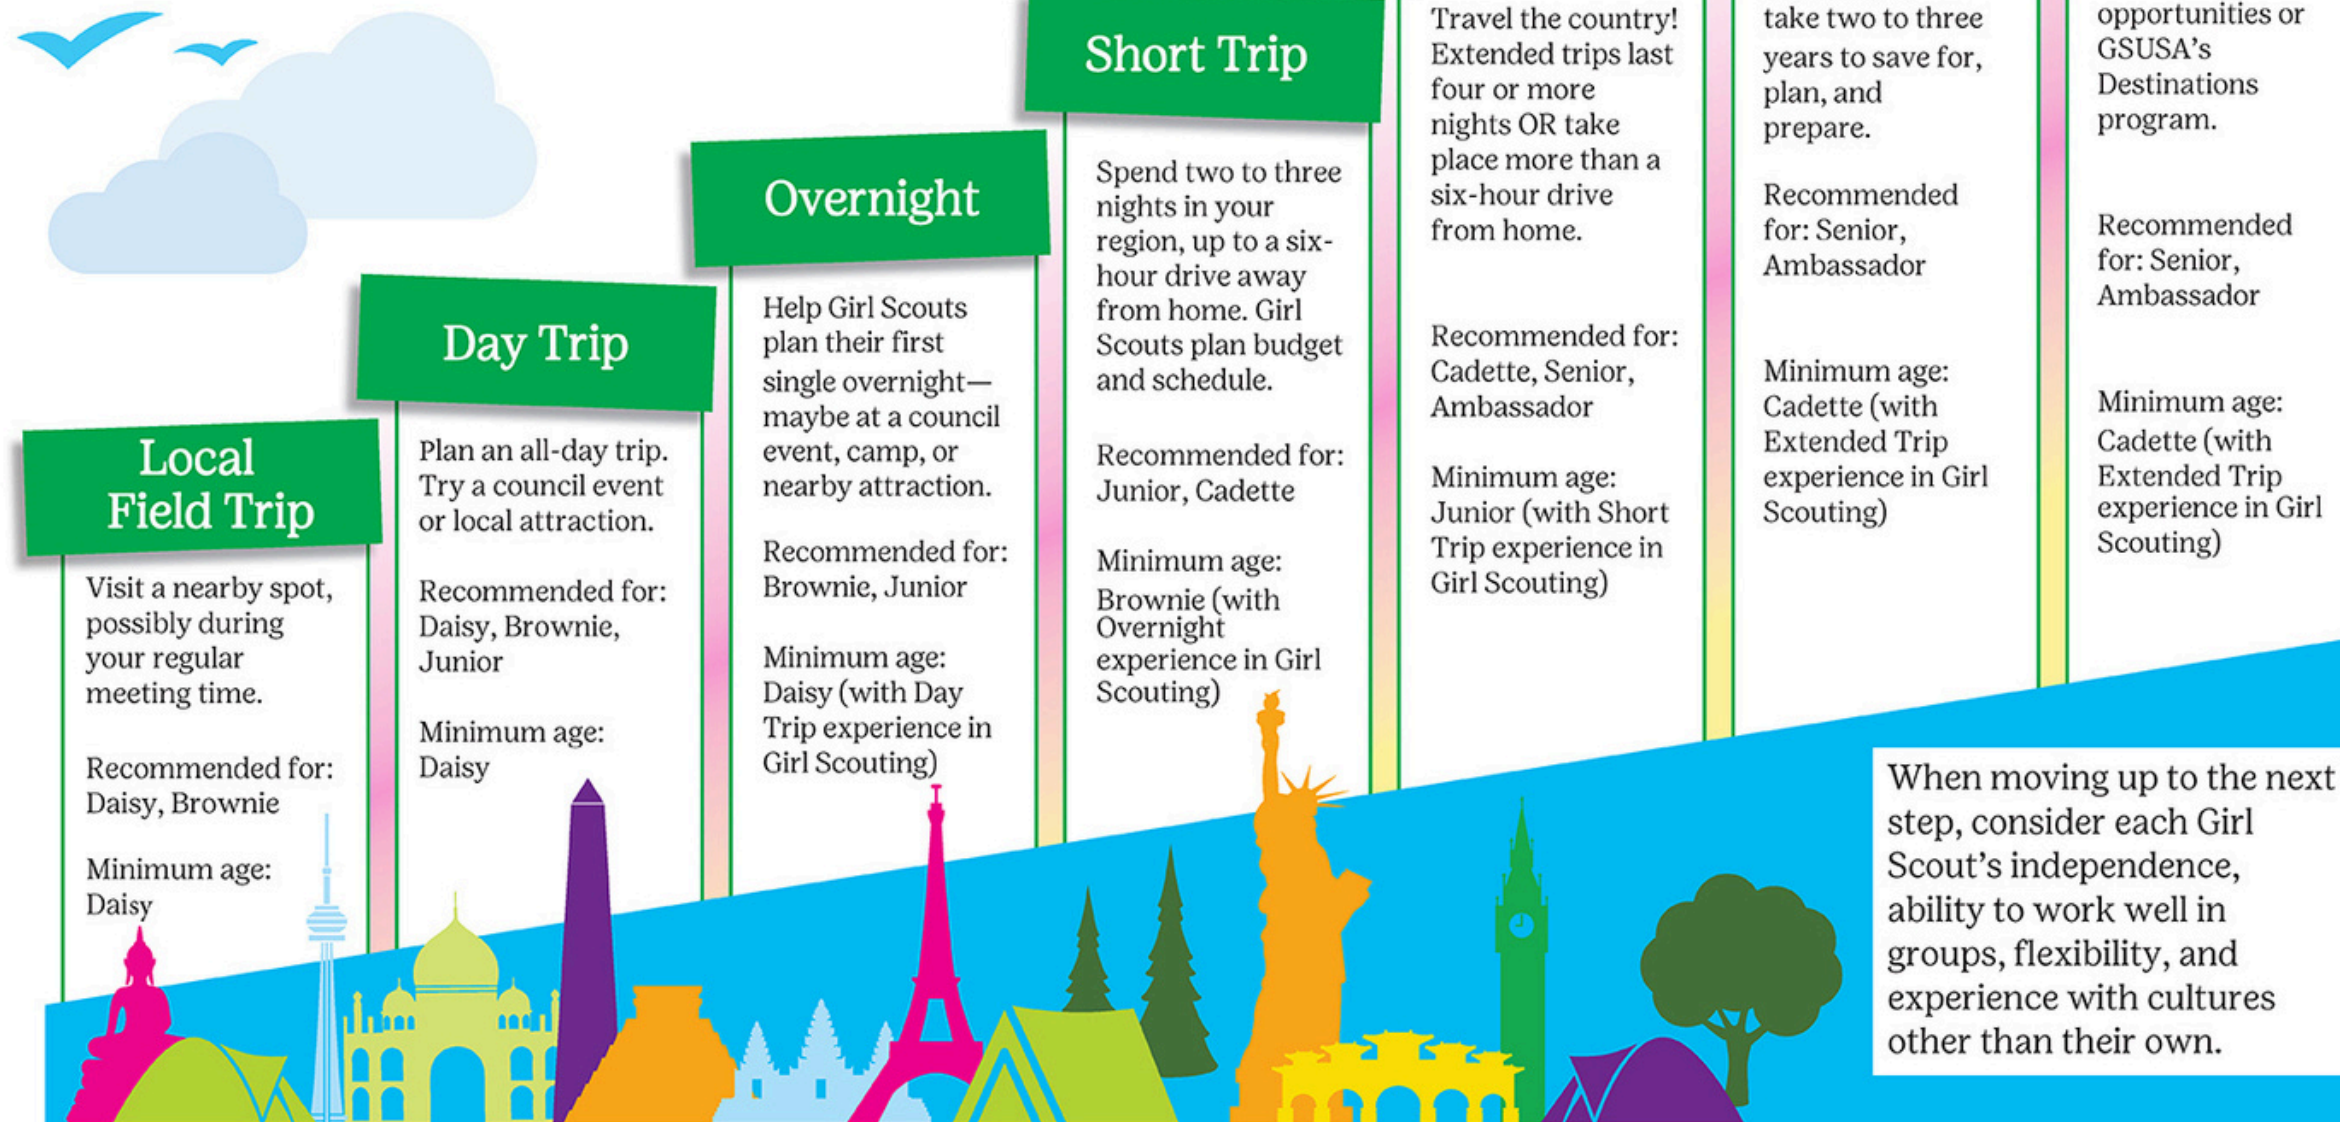 Local
Field Trip
Visit a nearby spot,
possibly during
your regular
meeting time.
Recommended for:
Daisy, Brownie
Minimum age:
Daisy
Day Trip
Plan an all-day trip.
Try a council event
or local attraction.
Recommended for:
Daisy, Brownie,
Junior
Minimum age:
Daisy
Overnight
Help Girl Scouts
plan their first
single overnight—
maybe at a council
event, camp, or
nearby attraction.
Recommended for:
Brownie, Junior
Minimum age:
Daisy (with Day
Trip experience in
Girl Scouting)
Short Trip
Spend two to three
nights in your
region, up to a six-
hour drive away
from home. Girl
Scouts plan budget
and schedule.
Recommended for:
Junior, Cadette
Minimum age:
Brownie (with
Overnight
experience in Girl
Scouting)
Travel the country!
Extended trips last
four or more
nights OR take
place more than a
six-hour drive
from home.
Recommended for:
Cadette, Senior,
Ambassador
Minimum age:
Junior (with Short
Trip experience in
Girl Scouting)
take two to three
years to save for,
plan, and
prepare.
Recommended
for: Senior,
Ambassador
Minimum age:
Cadette (with
Extended Trip
experience in Girl
Scouting)
opportunities or
GSUSA's
Destinations
program.
Recommended
for: Senior,
Ambassador
Minimum age:
Cadette (with
Extended Trip
experience in Girl
Scouting)
When moving up to the next
step, consider each Girl
Scout's independence,
ability to work well in
groups, flexibility, and
experience with cultures
other than their own.